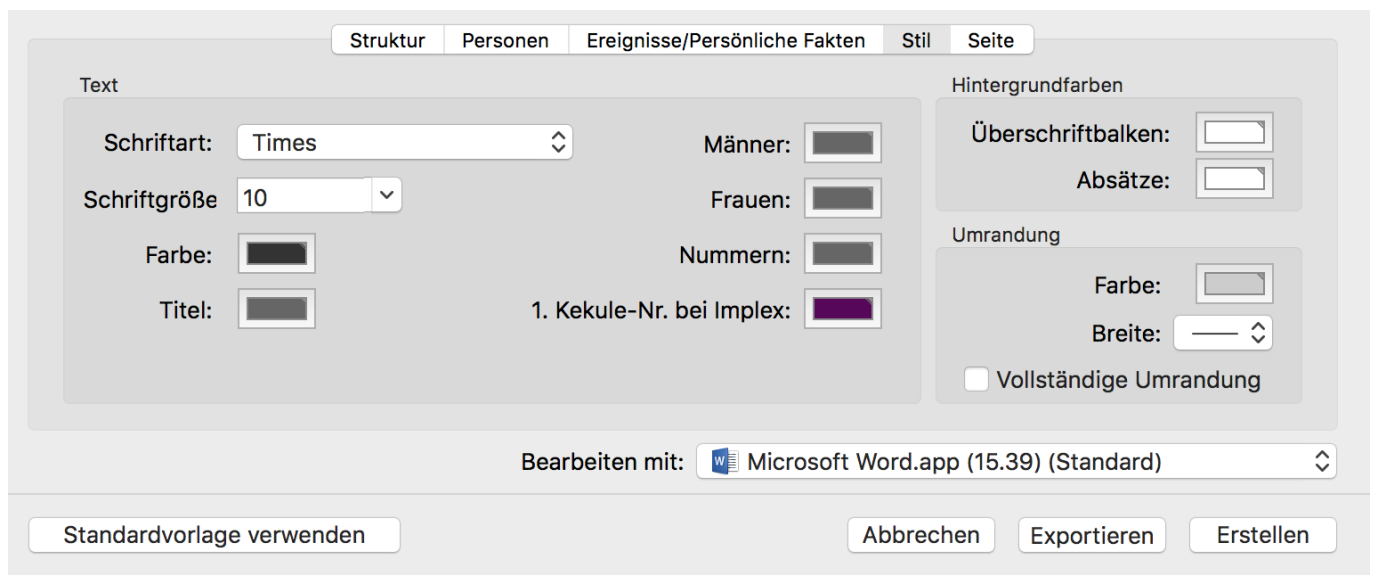 Struktur Personen Ereignisse/Persönliche Fakten Stil Seite
Text
Schriftart: Times
Schriftgröße 10
Farbe:
Titel:
Männer:
Frauen:
Nummern:
1. Kekule-Nr. bei Implex:
Hintergrundfarben
Überschriftbalken:
Absätze:
Umrandung
Farbe:
Breite:
Vollständige Umrandung
Bearbeiten mit: Microsoft Word.app (15.39) (Standard)
Standardvorlage verwenden Abbrechen Exportieren Erstellen